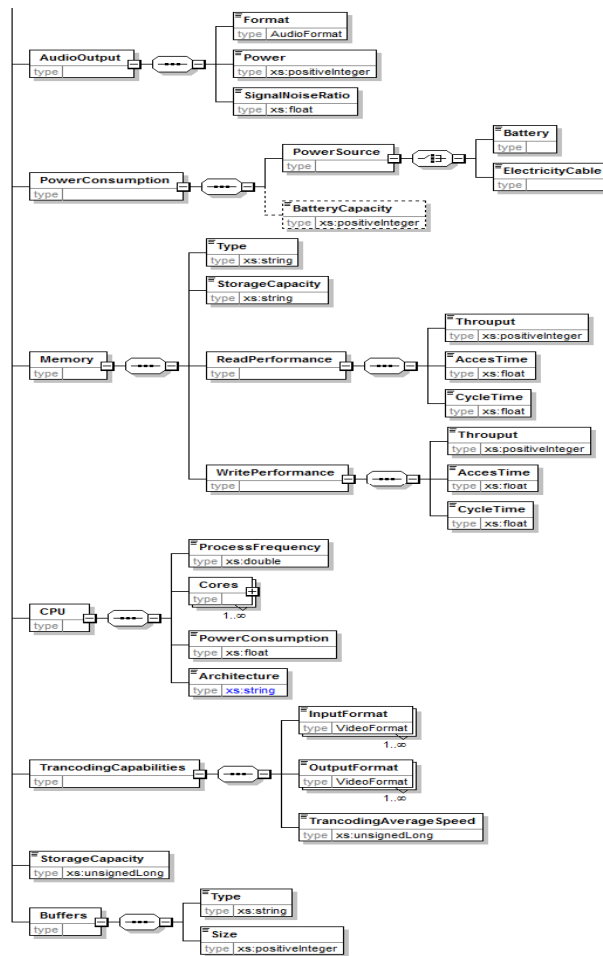 Format
type AudioFormat
AudioOutput
type
Power
type xs:positiveInteger
SignalNoiseRatio
type xs:float
Battery
type
PowerSource
type
ElectricityCable
type
PowerConsumption
type
BatteryCapacity
type xs:positiveInteger
Type
type xs:string
StorageCapacity
type xs:string
Throuput
type xs:positiveInteger
Memory
type
ReadPerformance
type
AccesTime
type xs:float
CycleTime
type xs:float
Throuput
type xs:positiveInteger
WritePerformance
type
AccesTime
type xs:float
CycleTime
type xs:float
ProcessFrequency
type xs:double
Cores
type
1..∞
CPU
type
PowerConsumption
type xs:float
Architecture
type xs:string
InputFormat
type VideoFormat
1..∞
TrancodingCapabilities
type
OutputFormat
type VideoFormat
1..∞
TrancodingAverageSpeed
type xs:unsignedLong
StorageCapacity
type xs:unsignedLong
Type
type xs:string
Buffers
type
Size
type xs:positiveInteger